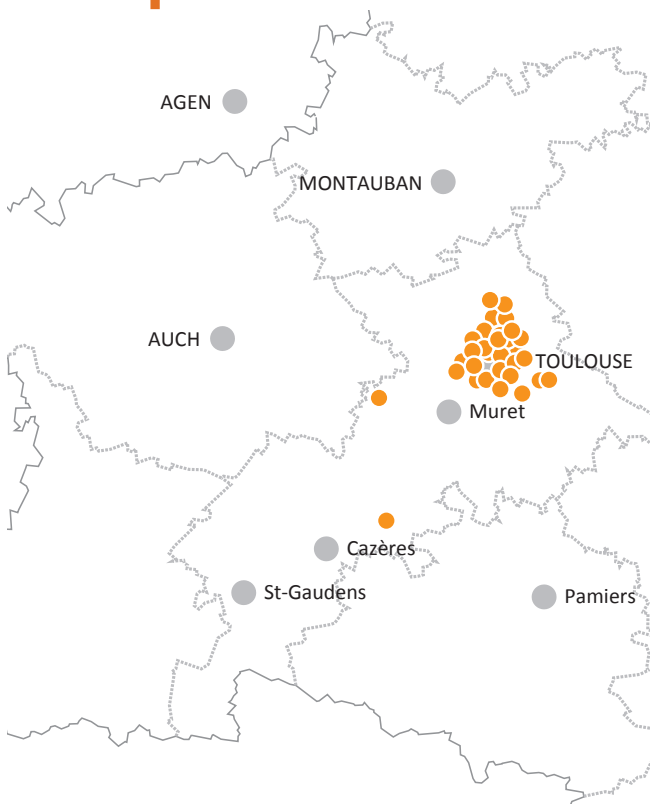 AGEN
MONTAUBAN
AUCH
TOULOUSE
Muret
Cazères
St-Gaudens
Pamiers